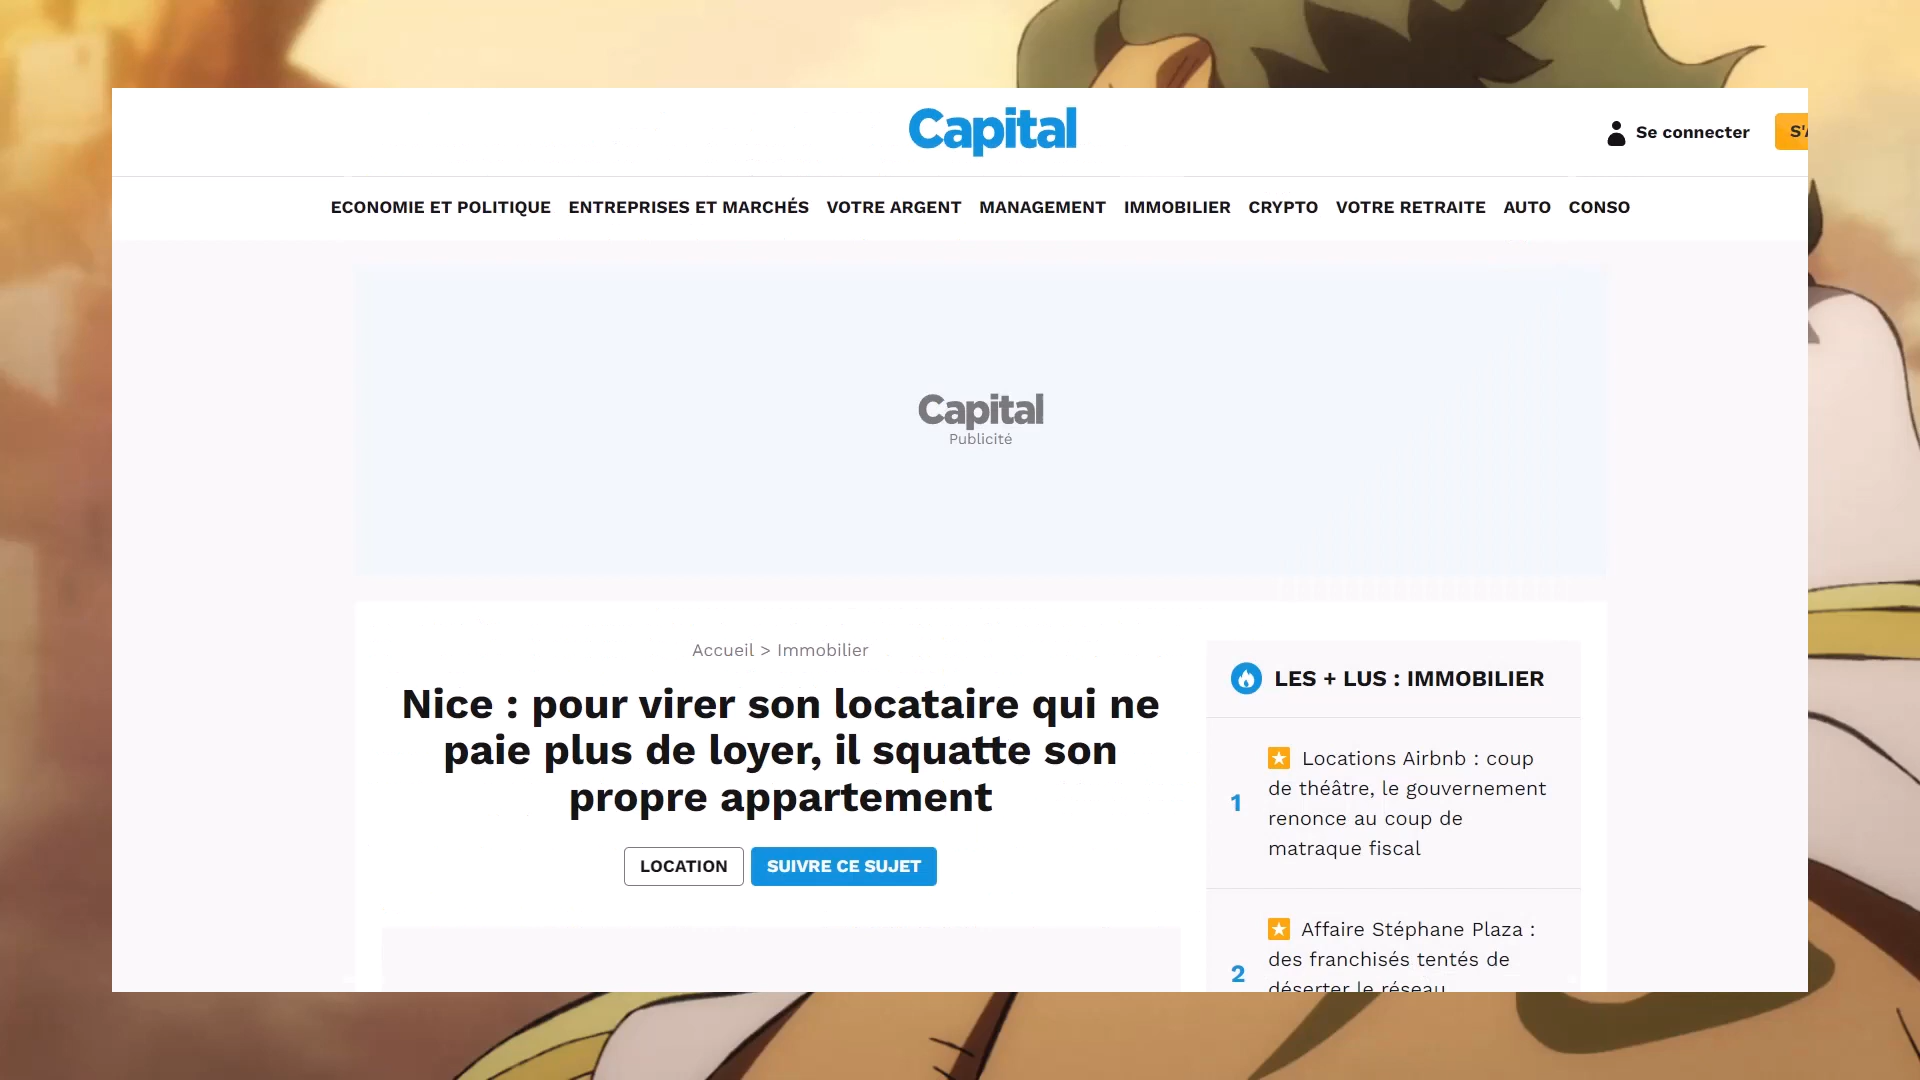 Capital
Se connecter
S'A
ECONOMIE ET POLITIQUE ENTREPRISES ET MARCHÉS VOTRE ARGENT MANAGEMENT IMMOBILIER CRYPTO VOTRE RETRAITE AUTO CONSO
Capital
Publicité
Accueil > Immobilier
Nice : pour virer son locataire qui ne
paie plus de loyer, il squatte son
propre appartement
LOCATION SUIVRE CE SUJET
LES + LUS : IMMOBILIER
1
Locations Airbnb : coup
de théâtre, le gouvernement
renonce au coup de
matraque fiscal
2
Affaire Stéphane Plaza :
des franchisés tentés de
déserter le réseau